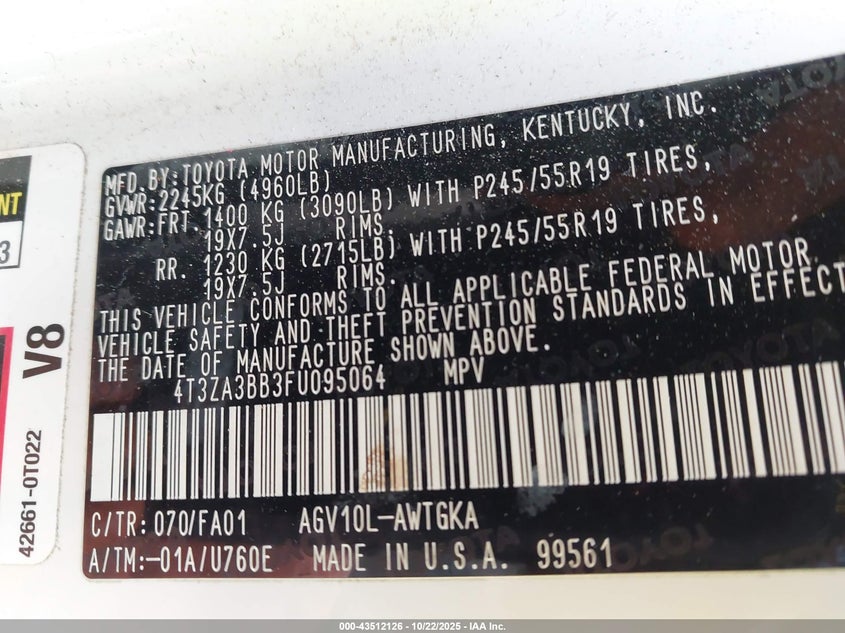 MFD.BY:TOYOTA MOTOR MANUFACTURING, KENTUCKY, INC.
GVWR:2245KG (4960LB)
GAWR:FRT. 1400 KG (3090LB) WITH P245/55R19 TIRES,
19X7.5J RIMS.
RR. 1230 KG (2715LB) WITH P245/55R19 TIRES,
19X7.5J RIMS.
THIS VEHICLE CONFORMS TO ALL APPLICABLE FEDERAL MOTOR
VEHICLE SAFETY AND THEFT PREVENTION STANDARDS IN EFFECT
THE DATE OF MANUFACTURE SHOWN ABOVE.
4T3ZA3BB3FU095064 MPV
C/TR: 070/FA01 AGV10L-AWTGKA
A/TM:-01A/U760E MADE IN U.S.A. 99561
NT
3
V8
42661-0T022
000-43512126 - 10/22/2025 - IAA Inc.